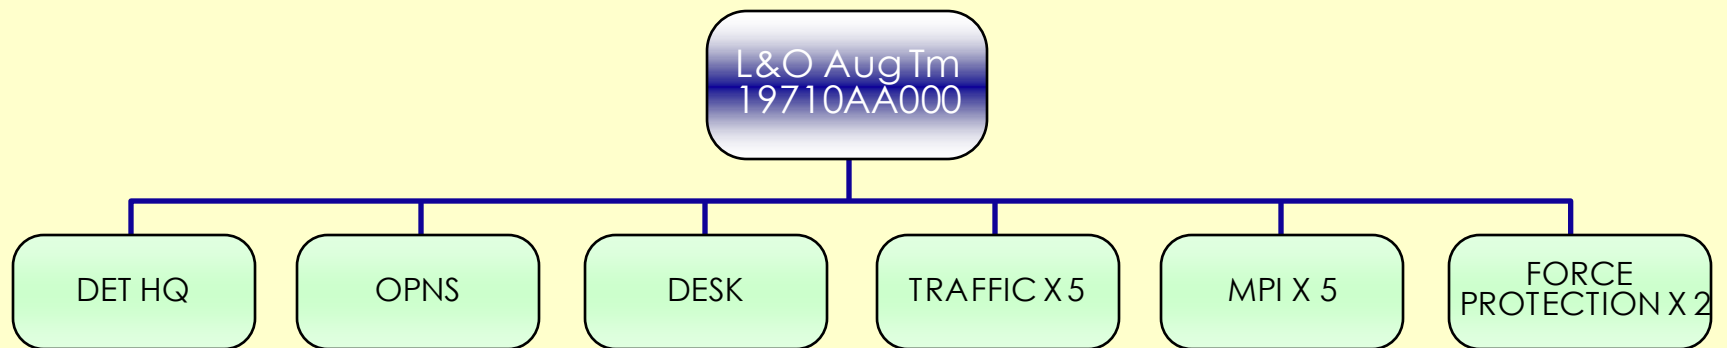 L&O Aug Tm
19710AA000
DET HQ
OPNS
DESK
TRAFFIC X 5
MPI X 5
FORCE
PROTECTION X 2